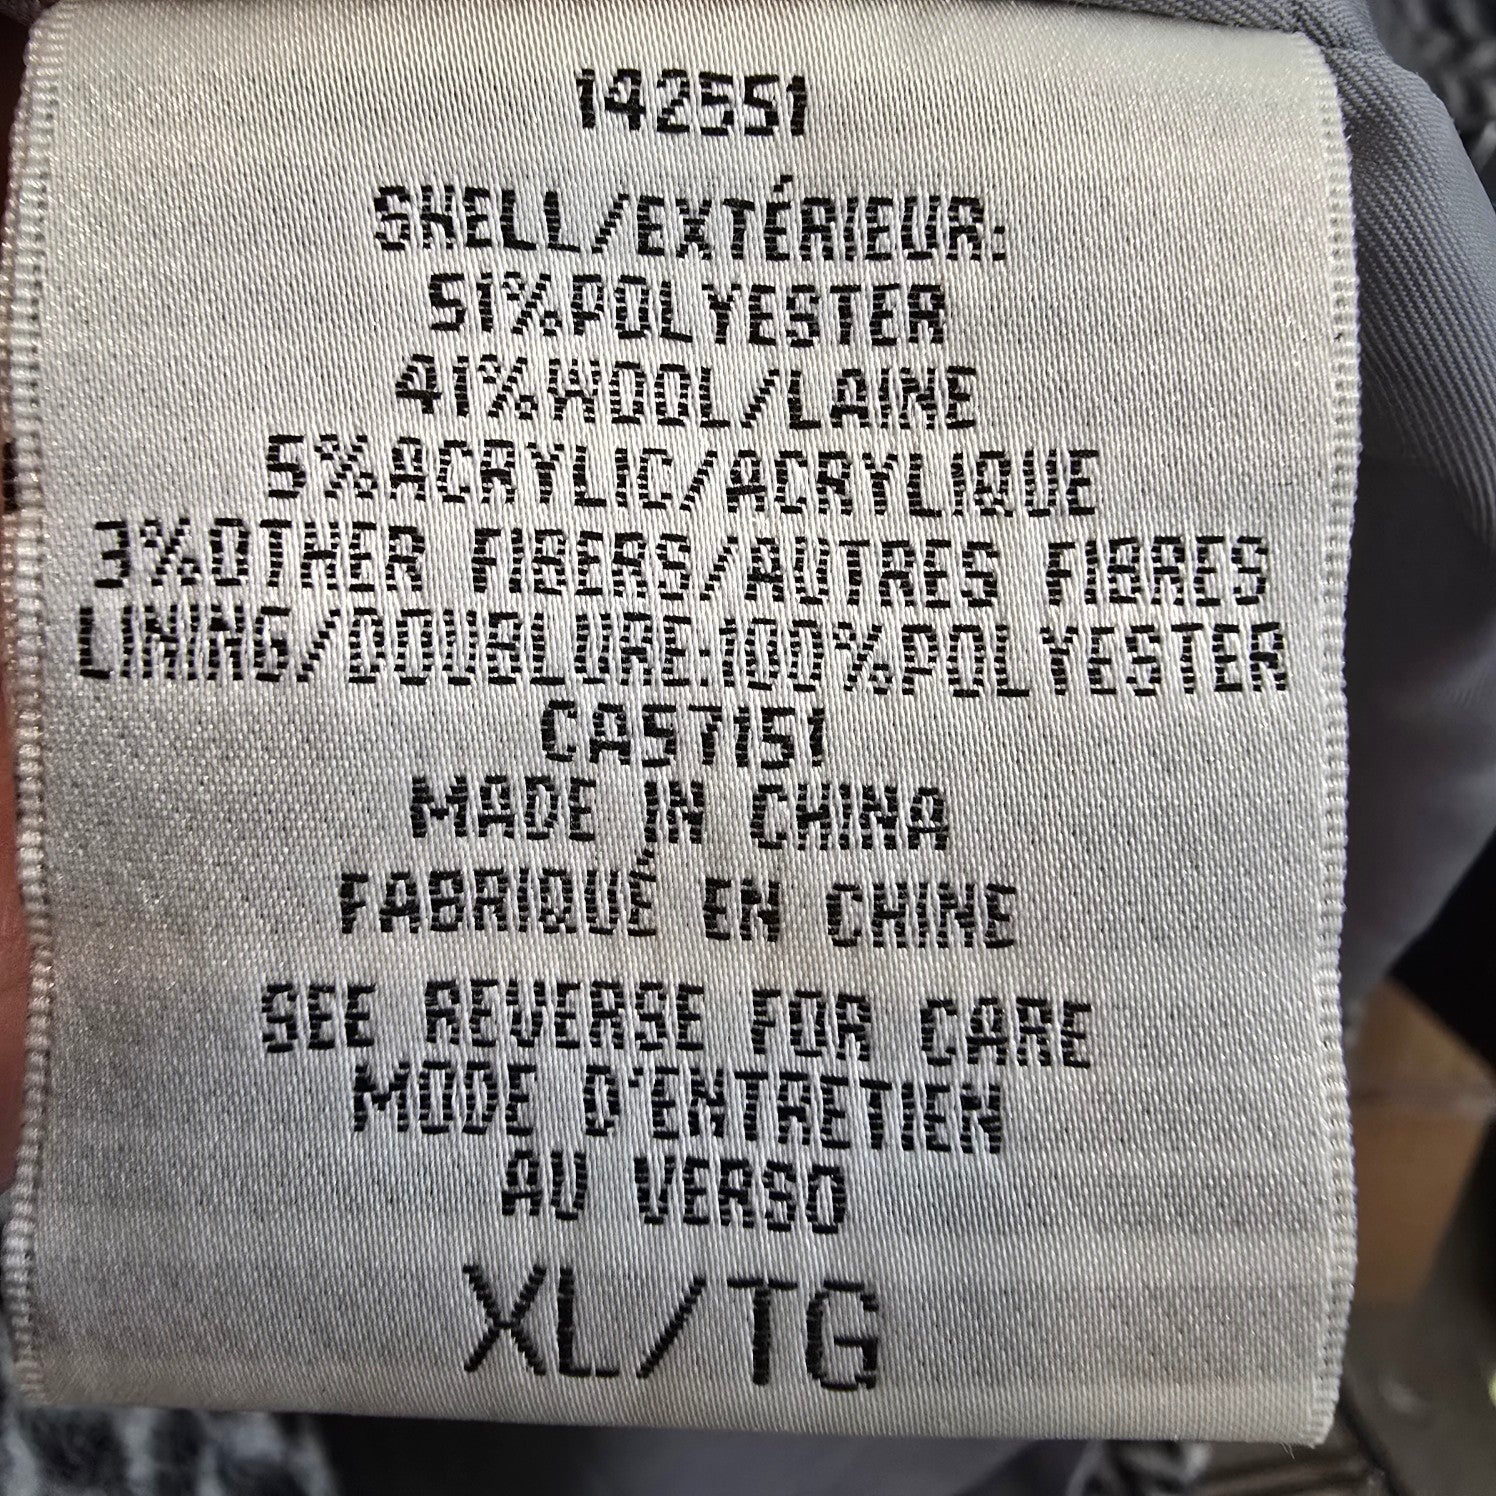 142551
SHELL/EXTÉRIEUR:
51%POLYESTER
41%WOOL/LAINE
5%ACRYLIC/ACRYLIQUE
3%OTHER FIBERS/AUTRES FIBRES
LINING/DOUBLURE:100%POLYESTER
CA57151
MADE IN CHINA
FABRIQUÉ EN CHINE
SEE REVERSE FOR CARE
MODE D'ENTRETIEN
AU VERSO
XL/TG